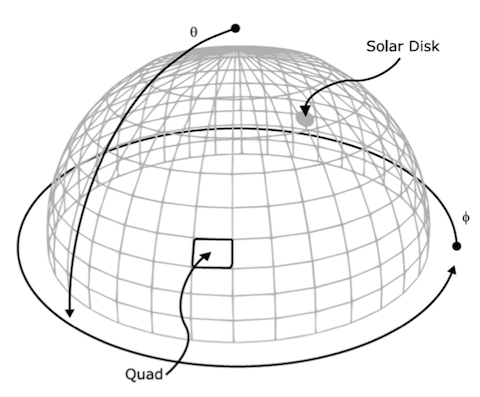 θ
Solar Disk
ϕ
Quad